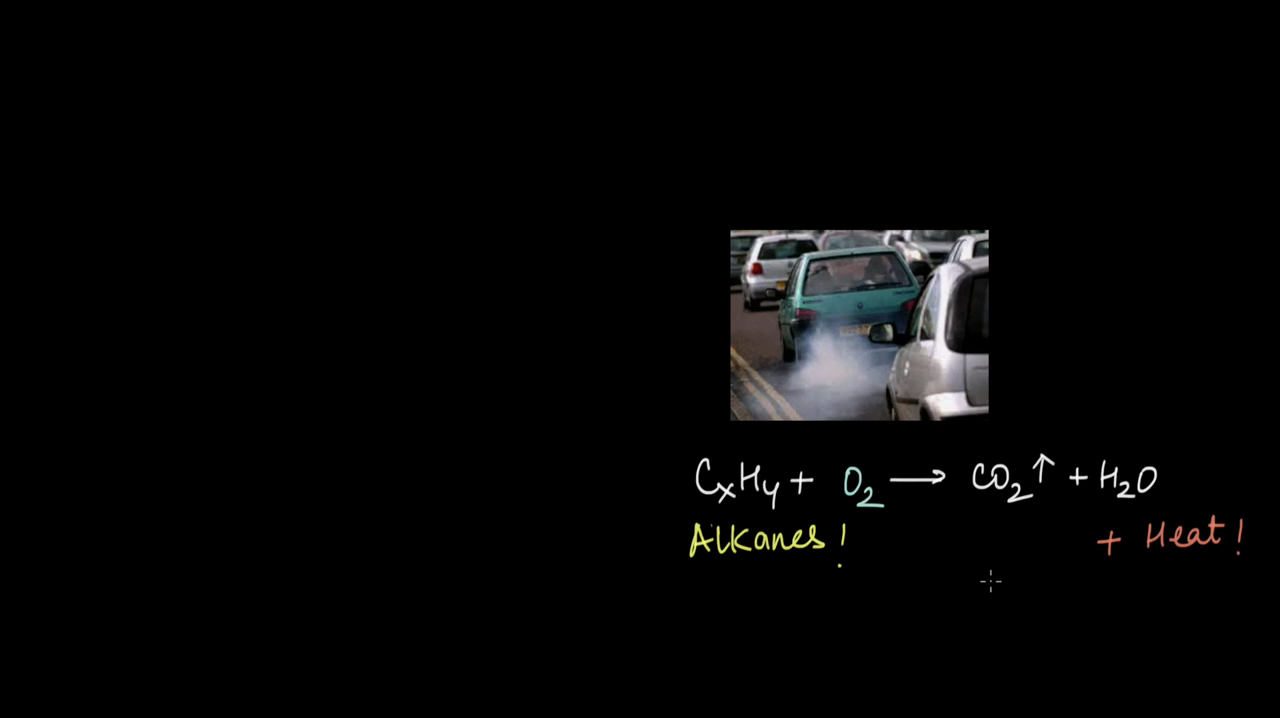 CxHy + O2 → CO2↑ + H2O
Alkanes! + Heat!